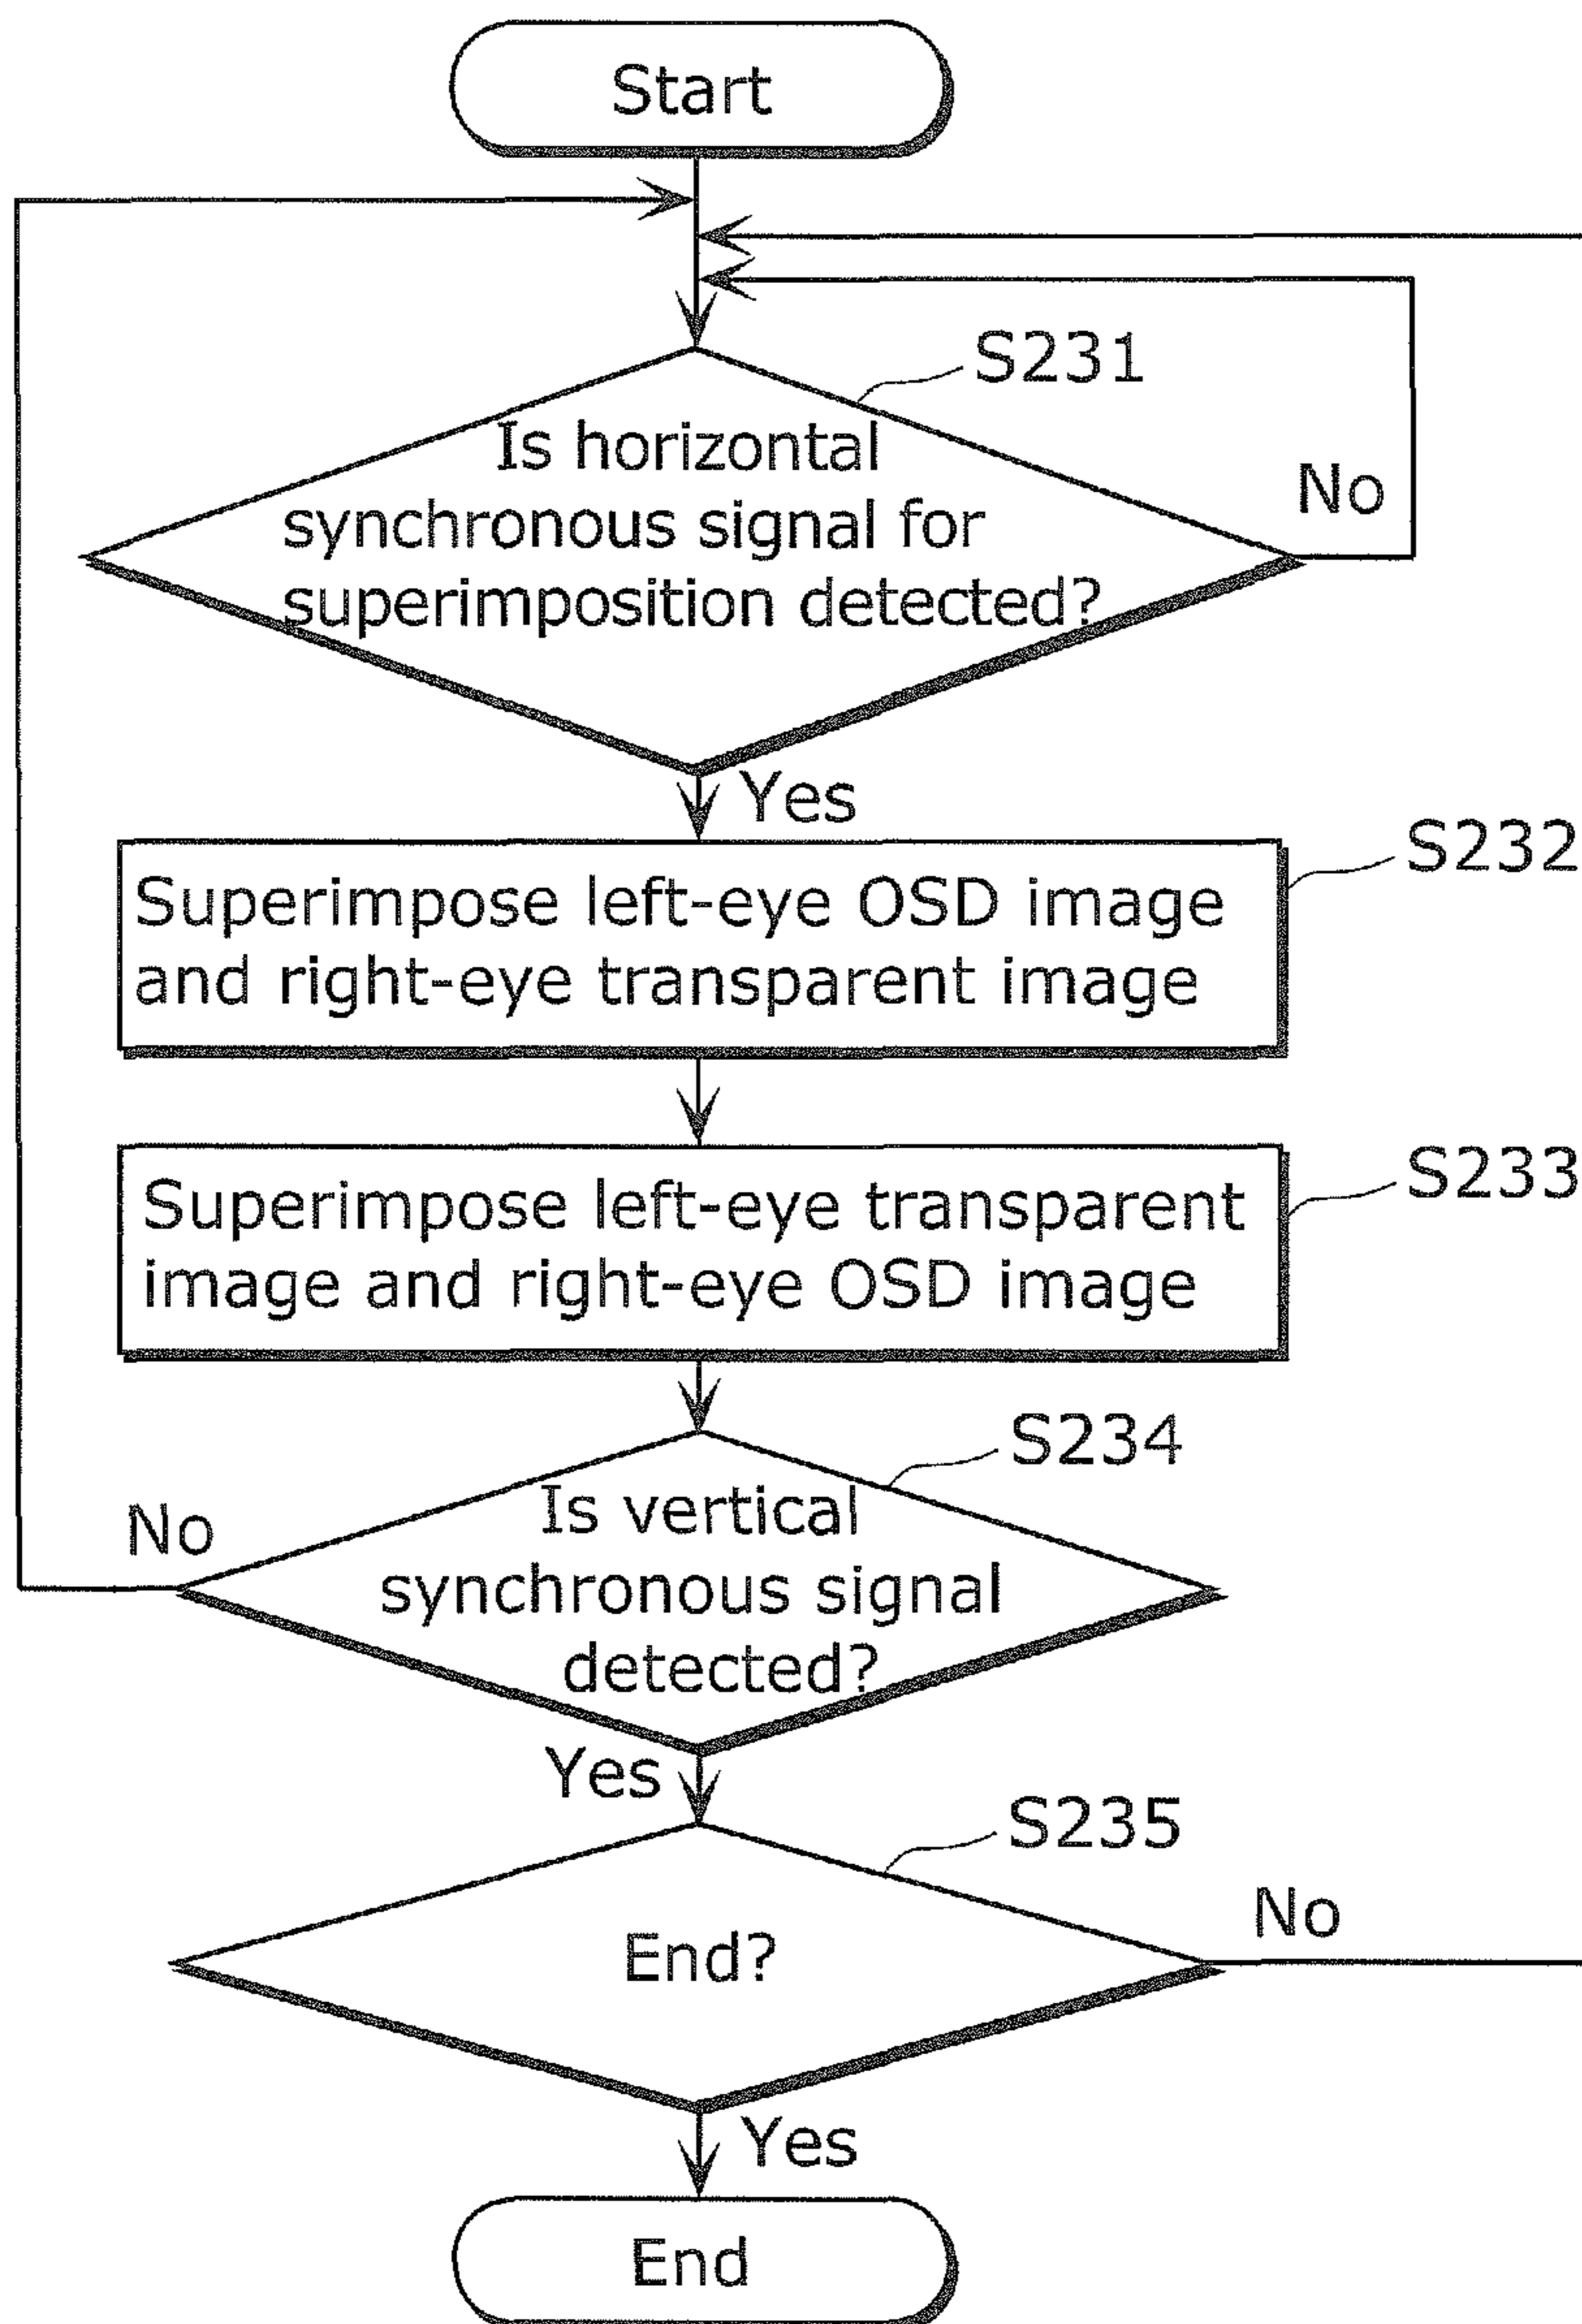 Start
S231
Is horizontal
synchronous signal for
superimposition detected?
No
Yes
S232
Superimpose left-eye OSD image
and right-eye transparent image
S233
Superimpose left-eye transparent
image and right-eye OSD image
S234
Is vertical
synchronous signal
detected?
No
Yes
S235
End?
No
Yes
End